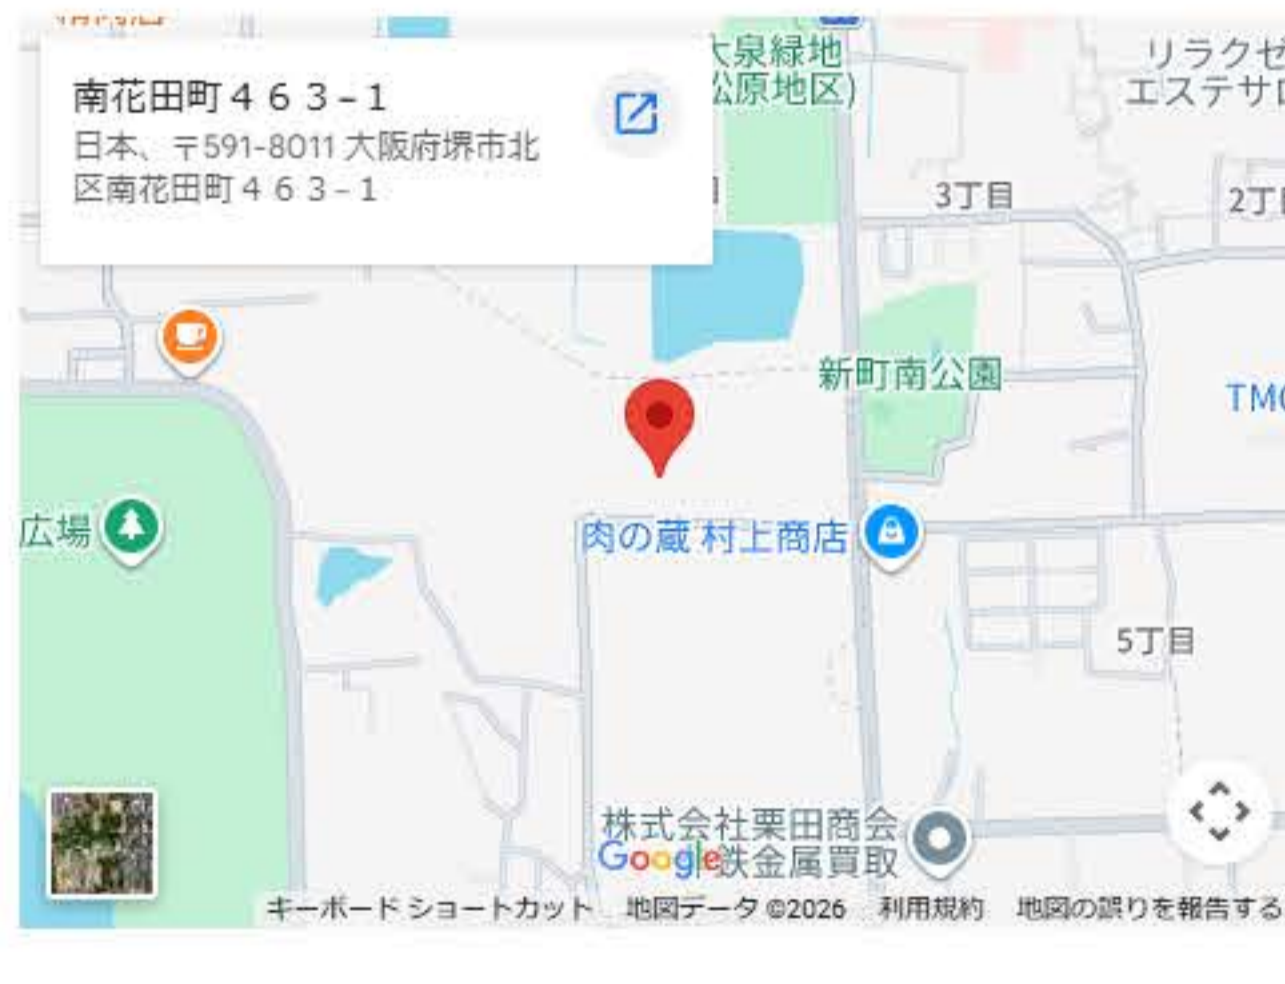 南花田町４６３−１
日本、〒591-8011 大阪府堺市北
区南花田町４６３−１
大泉緑地
松原地区)
リラクゼ
エステサロ
3丁目
2丁目
新町南公園
TMC
広場
肉の蔵 村上商店
5丁目
株式会社栗田商会
Google
鉄金属買取
キーボード ショートカット
地図データ ©2026
利用規約
地図の誤りを報告する